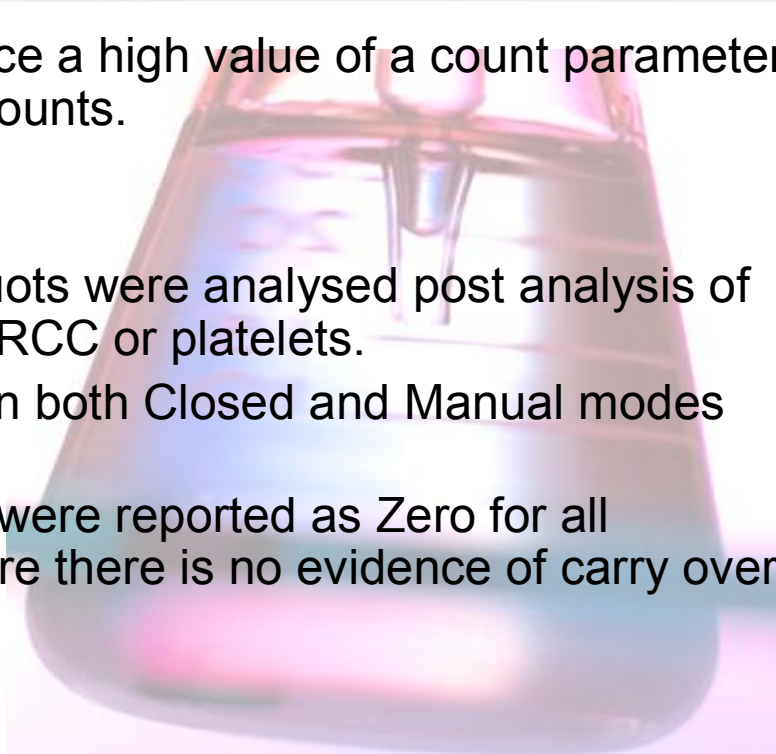 ce a high value of a count parameter
ounts.
uots were analysed post analysis of
RCC or platelets.
n both Closed and Manual modes
were reported as Zero for all
re there is no evidence of carry over